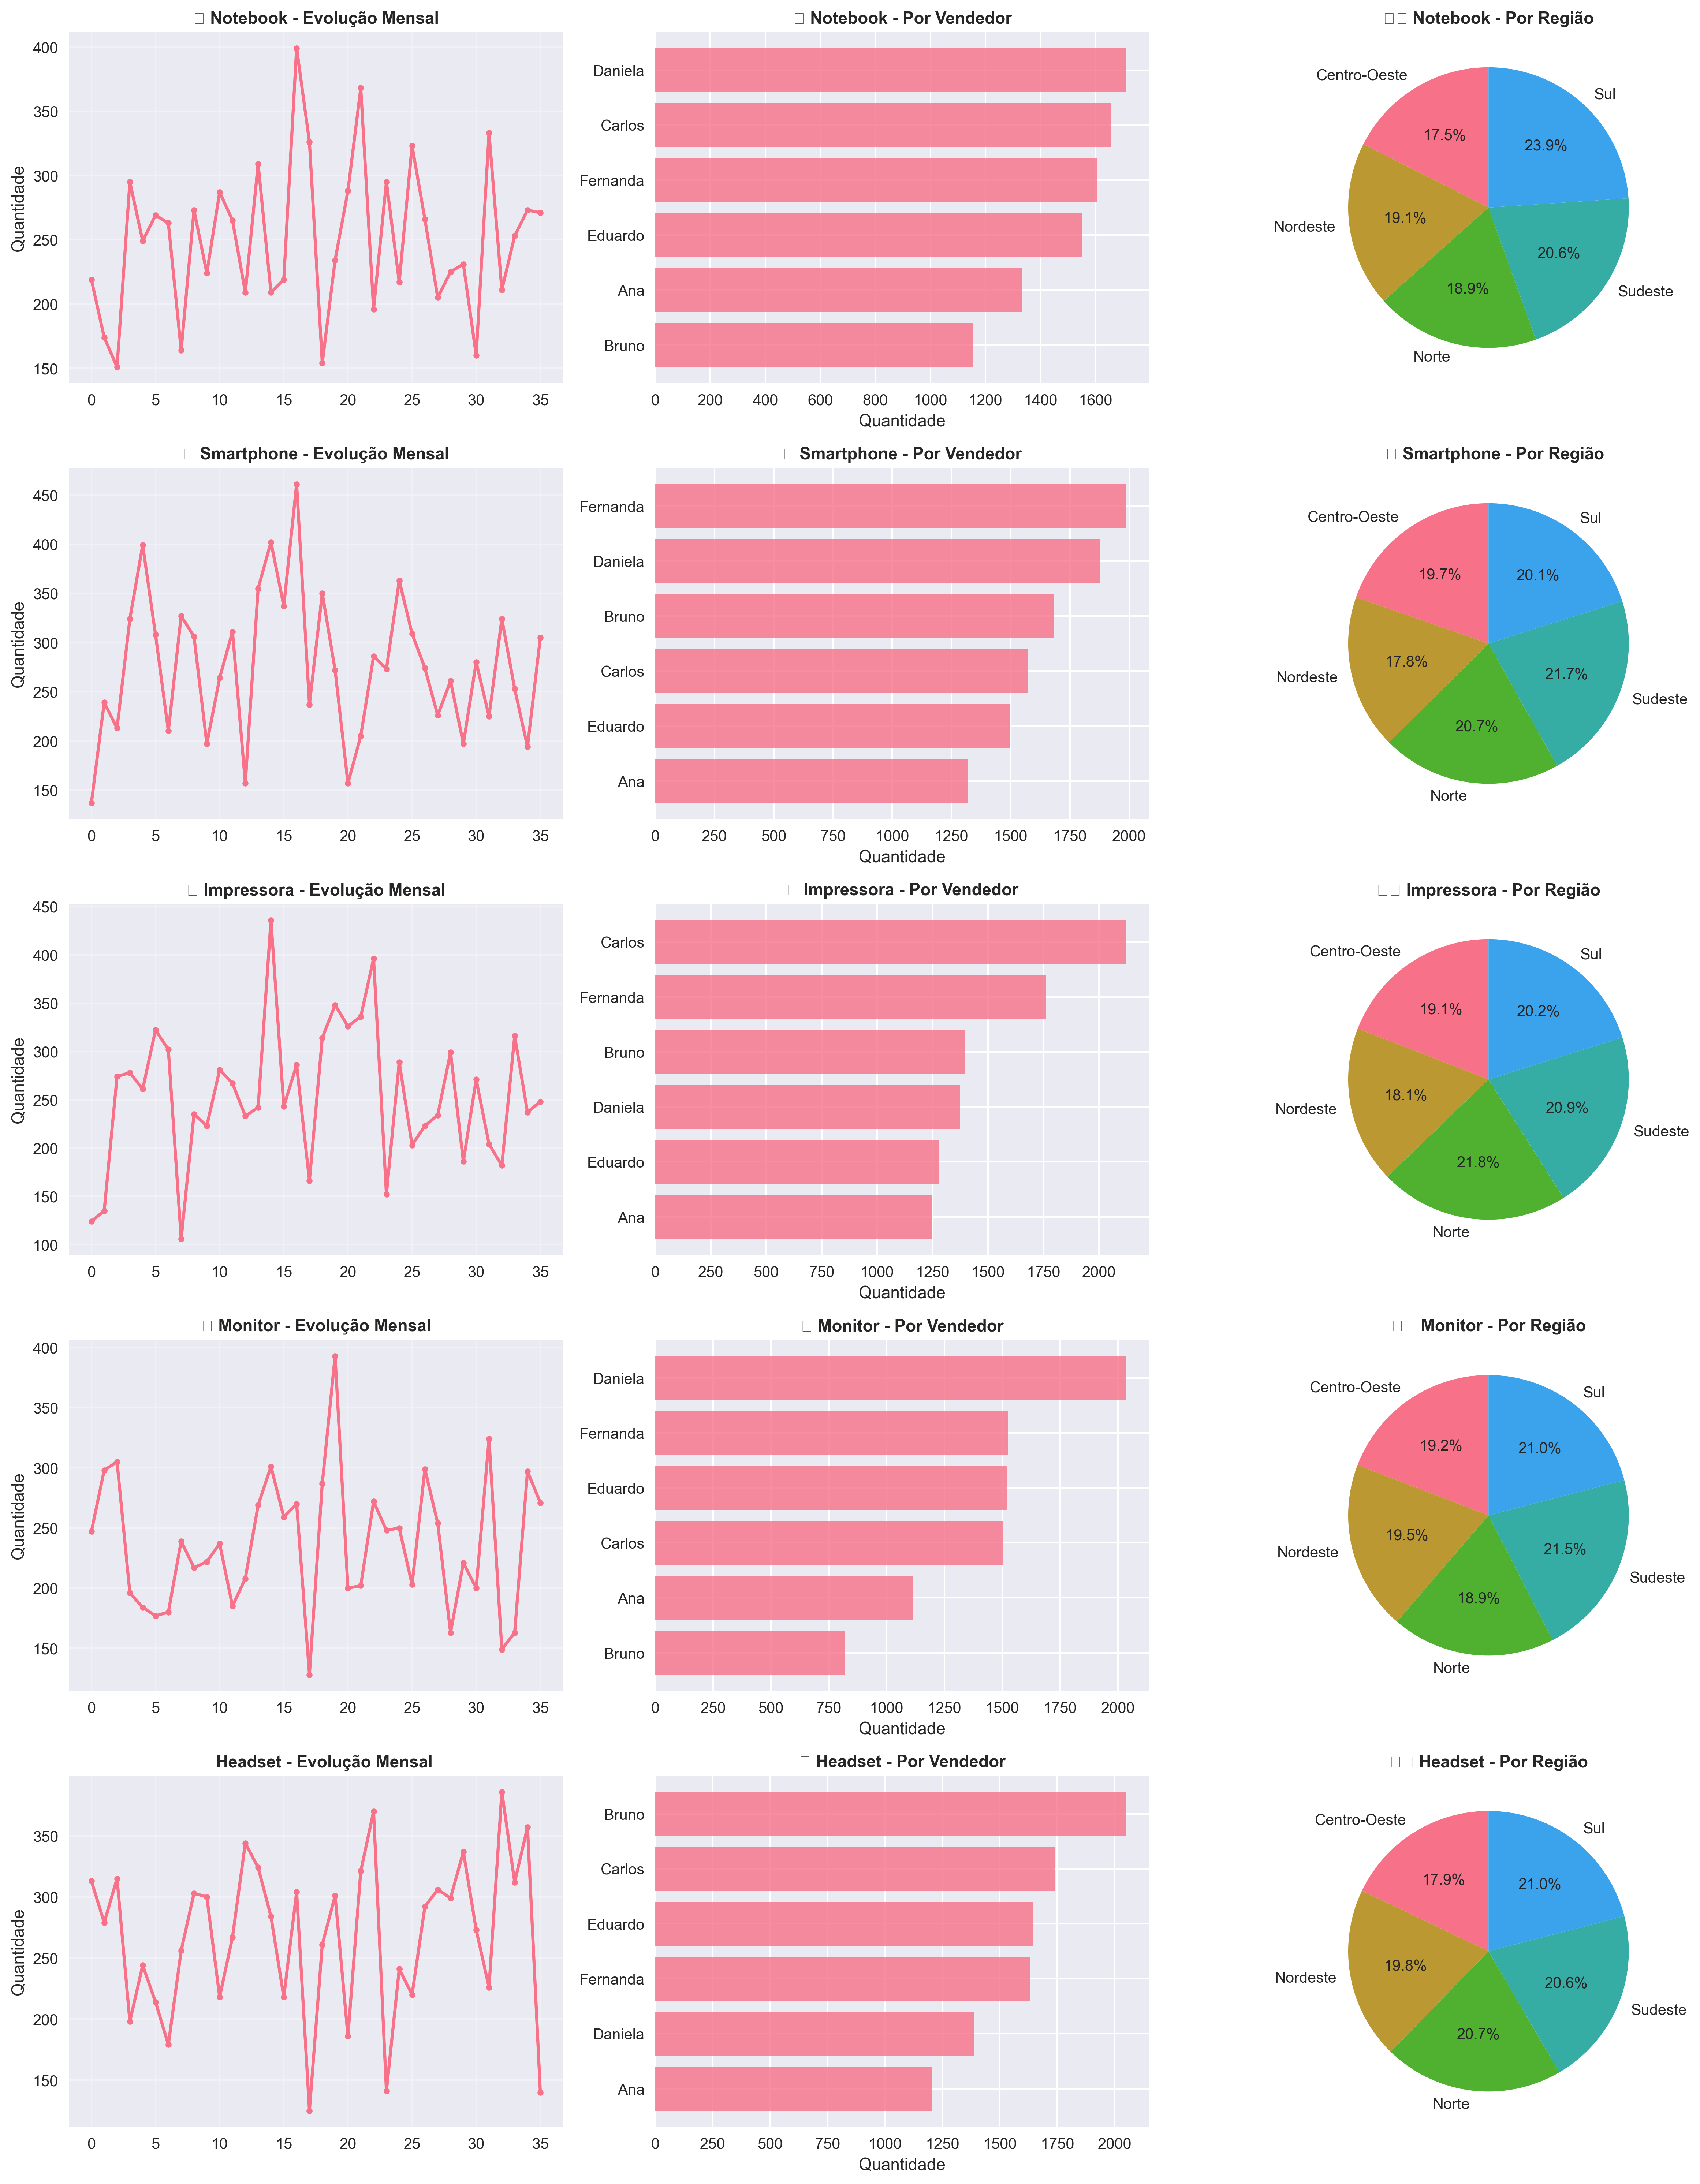 Notebook - Evolução Mensal
Quantidade
400
350
300
250
200
150
0 5 10 15 20 25 30 35
Notebook - Por Vendedor
Daniela
Carlos
Fernanda
Eduardo
Ana
Bruno
0 200 400 600 800 1000 1200 1400 1600
Quantidade
Notebook - Por Região
Centro-Oeste
17.5%
Sul
23.9%
Nordeste
19.1%
Sudeste
20.6%
Norte
18.9%
Smartphone - Evolução Mensal
Quantidade
450
400
350
300
250
200
150
0 5 10 15 20 25 30 35
Smartphone - Por Vendedor
Fernanda
Daniela
Bruno
Carlos
Eduardo
Ana
0 250 500 750 1000 1250 1500 1750 2000
Quantidade
Smartphone - Por Região
Centro-Oeste
19.7%
Sul
20.1%
Nordeste
17.8%
Sudeste
21.7%
Norte
20.7%
Impressora - Evolução Mensal
Quantidade
450
400
350
300
250
200
150
100
0 5 10 15 20 25 30 35
Impressora - Por Vendedor
Carlos
Fernanda
Bruno
Daniela
Eduardo
Ana
0 250 500 750 1000 1250 1500 1750 2000
Quantidade
Impressora - Por Região
Centro-Oeste
19.1%
Sul
20.2%
Nordeste
18.1%
Sudeste
20.9%
Norte
21.8%
Monitor - Evolução Mensal
Quantidade
400
350
300
250
200
150
0 5 10 15 20 25 30 35
Monitor - Por Vendedor
Daniela
Fernanda
Eduardo
Carlos
Ana
Bruno
0 250 500 750 1000 1250 1500 1750 2000
Quantidade
Monitor - Por Região
Centro-Oeste
19.2%
Sul
21.0%
Nordeste
19.5%
Sudeste
21.5%
Norte
18.9%
Headset - Evolução Mensal
Quantidade
350
300
250
200
150
0 5 10 15 20 25 30 35
Headset - Por Vendedor
Bruno
Carlos
Eduardo
Fernanda
Daniela
Ana
0 250 500 750 1000 1250 1500 1750 2000
Quantidade
Headset - Por Região
Centro-Oeste
17.9%
Sul
21.0%
Nordeste
19.8%
Sudeste
20.6%
Norte
20.7%